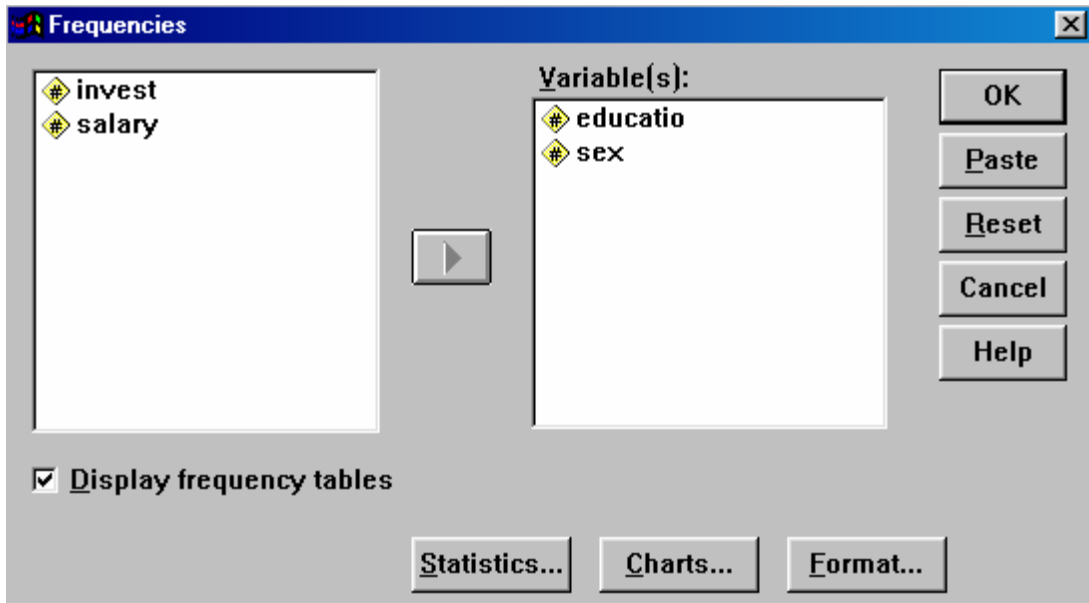 Frequencies
invest
salary
Variable(s):
educatio
sex
OK
Paste
Reset
Cancel
Help
Display frequency tables
Statistics...
Charts...
Format...